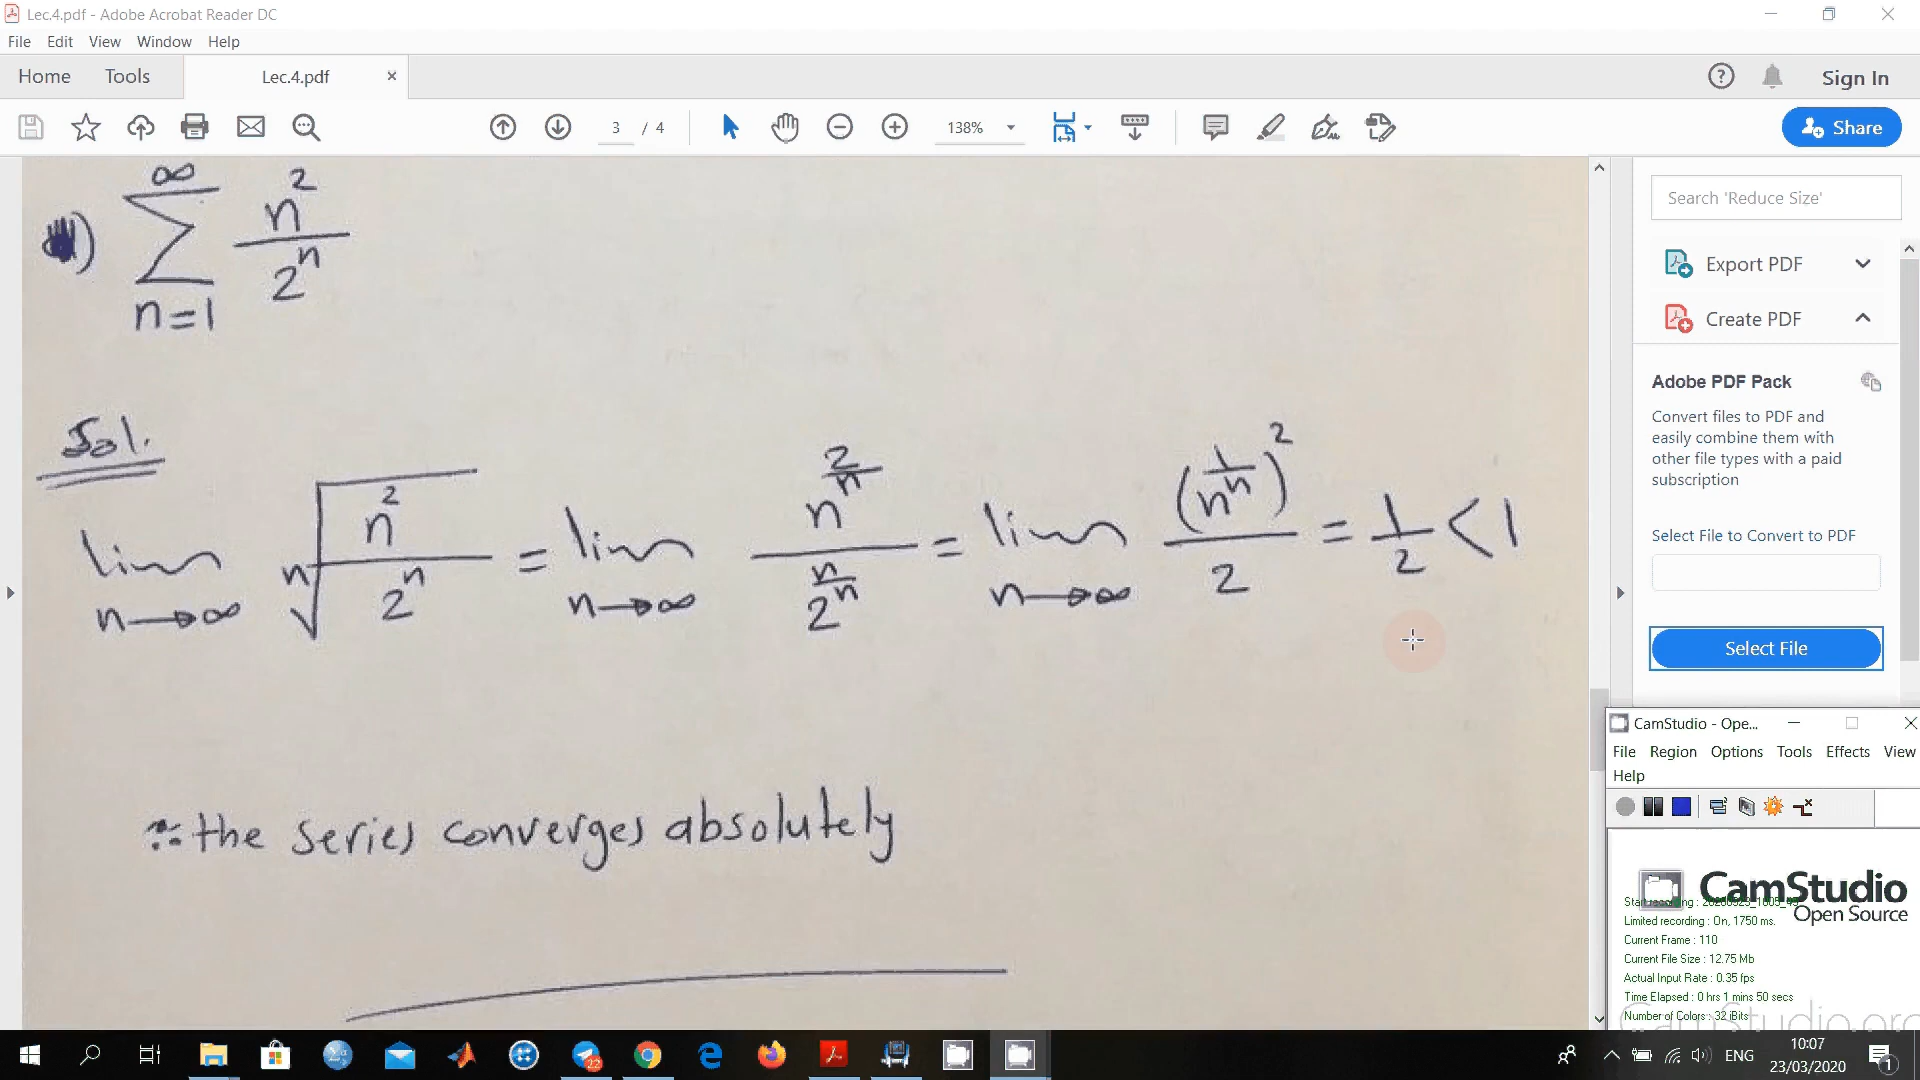 Lec.4.pdf - Adobe Acrobat Reader DC
File Edit View Window Help
Home Tools Lec.4.pdf × Sign In
3 / 4 138% Share
∑_{n=1}^{∞} n² / 2ⁿ
Sol.
lim_{n→∞} ⁿ√(n² / 2ⁿ) = lim_{n→∞} n^{2/n} / 2^{n/n} = lim_{n→∞} (n^{1/n})² / 2 = 1/2 < 1
∴ the series converges absolutely
Search 'Reduce Size'
Export PDF
Create PDF
Adobe PDF Pack
Convert files to PDF and
easily combine them with
other file types with a paid
subscription
Select File to Convert to PDF
Select File
CamStudio - Ope...
File Region Options Tools Effects View
Help
CamStudio
Open Source
Limited recording : On, 1750 ms.
Current Frame : 110
Current File Size : 12.75 Mb
Actual Input Rate : 0.35 fps
Time Elapsed : 0 hrs 1 mins 50 secs
Number of Colors : 32 iBits
22
ENG
10:07
23/03/2020
1